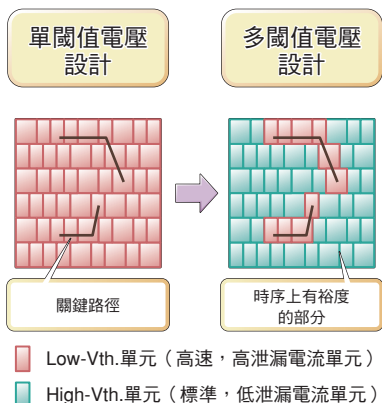 單閾值電壓
設計
多閾值電壓
設計
關鍵路徑
時序上有裕度
的部分
Low-Vth.單元（高速，高泄漏電流單元）
High-Vth.單元（標準，低泄漏電流單元）